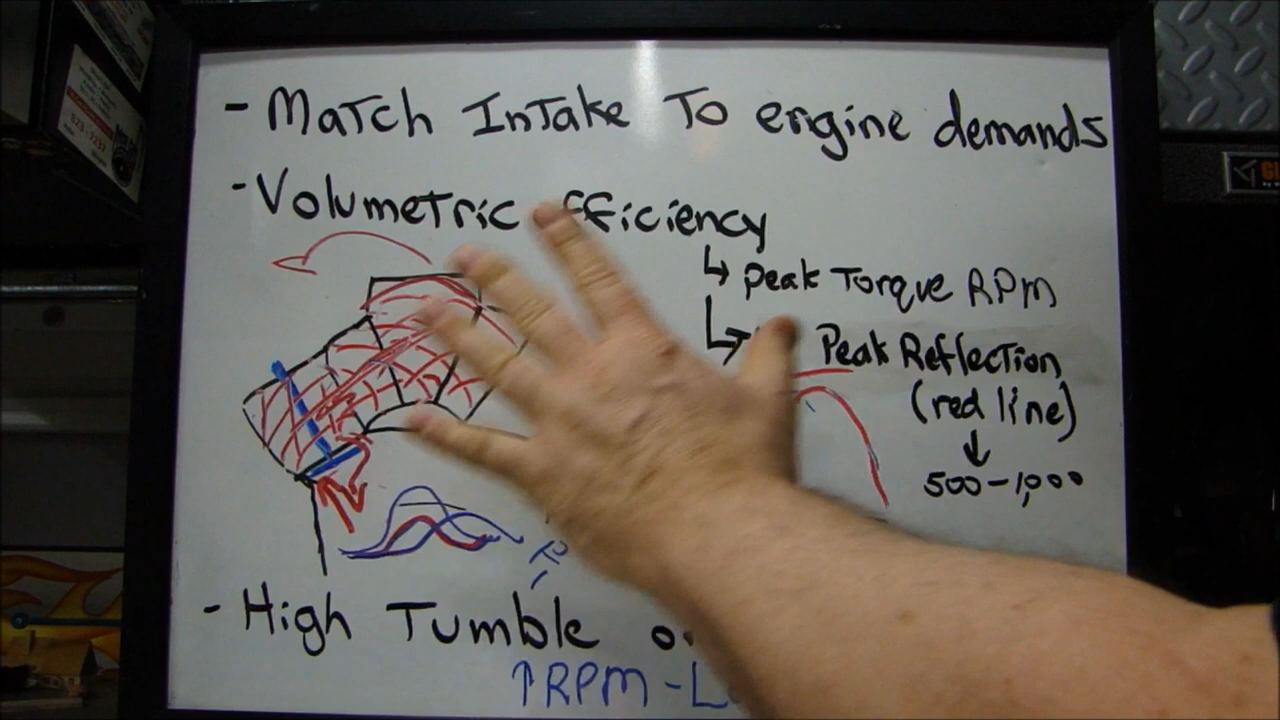 - Match Intake To engine demands
- Volumetric efficiency
↳ peak Torque RPM
Peak Reflection
(red line)
↓
500-1,000
- High Tumble
↑RPM -